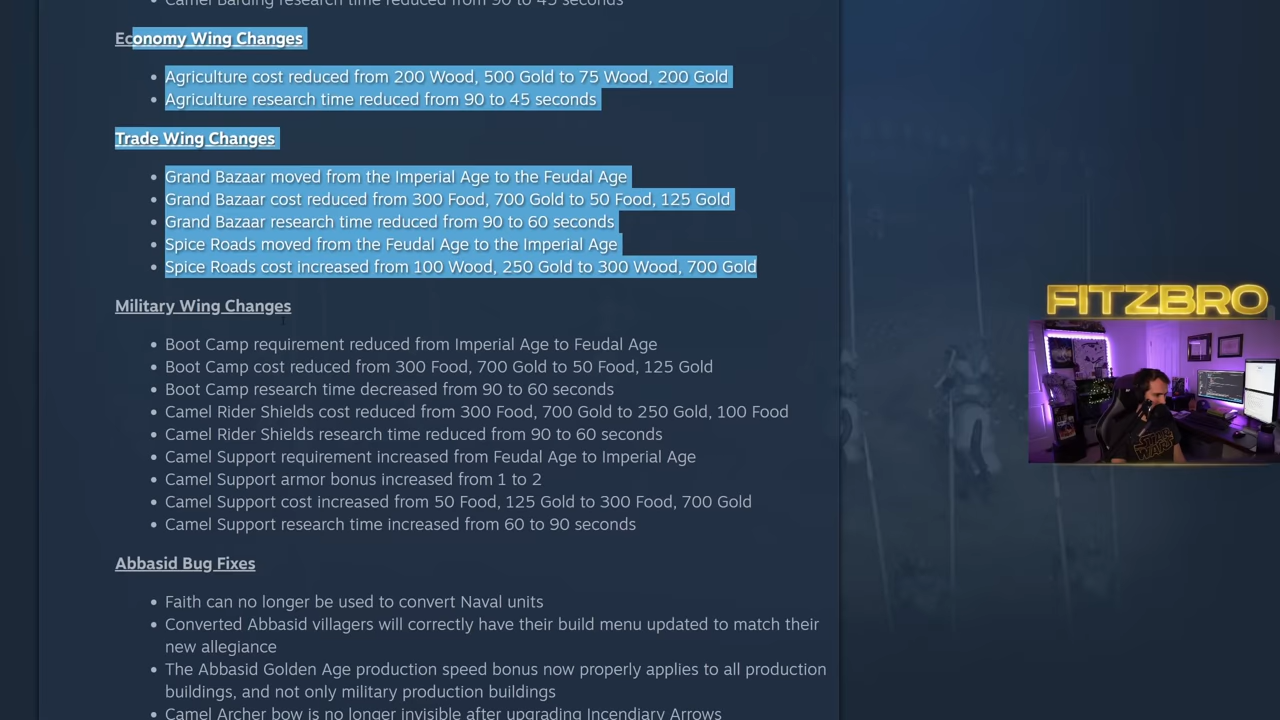 Camel Barding research time reduced from 90 to 45 seconds
Economy Wing Changes
Agriculture cost reduced from 200 Wood, 500 Gold to 75 Wood, 200 Gold
Agriculture research time reduced from 90 to 45 seconds
Trade Wing Changes
Grand Bazaar moved from the Imperial Age to the Feudal Age
Grand Bazaar cost reduced from 300 Food, 700 Gold to 50 Food, 125 Gold
Grand Bazaar research time reduced from 90 to 60 seconds
Spice Roads moved from the Feudal Age to the Imperial Age
Spice Roads cost increased from 100 Wood, 250 Gold to 300 Wood, 700 Gold
FITZBRO
Military Wing Changes
Boot Camp requirement reduced from Imperial Age to Feudal Age
Boot Camp cost reduced from 300 Food, 700 Gold to 50 Food, 125 Gold
Boot Camp research time decreased from 90 to 60 seconds
Camel Rider Shields cost reduced from 300 Food, 700 Gold to 250 Gold, 100 Food
Camel Rider Shields research time reduced from 90 to 60 seconds
Camel Support requirement increased from Feudal Age to Imperial Age
Camel Support armor bonus increased from 1 to 2
Camel Support cost increased from 50 Food, 125 Gold to 300 Food, 700 Gold
Camel Support research time increased from 60 to 90 seconds
Abbasid Bug Fixes
Faith can no longer be used to convert Naval units
Converted Abbasid villagers will correctly have their build menu updated to match their
new allegiance
The Abbasid Golden Age production speed bonus now properly applies to all production
buildings, and not only military production buildings
Camel Archer bow is no longer invisible after upgrading Incendiary Arrows